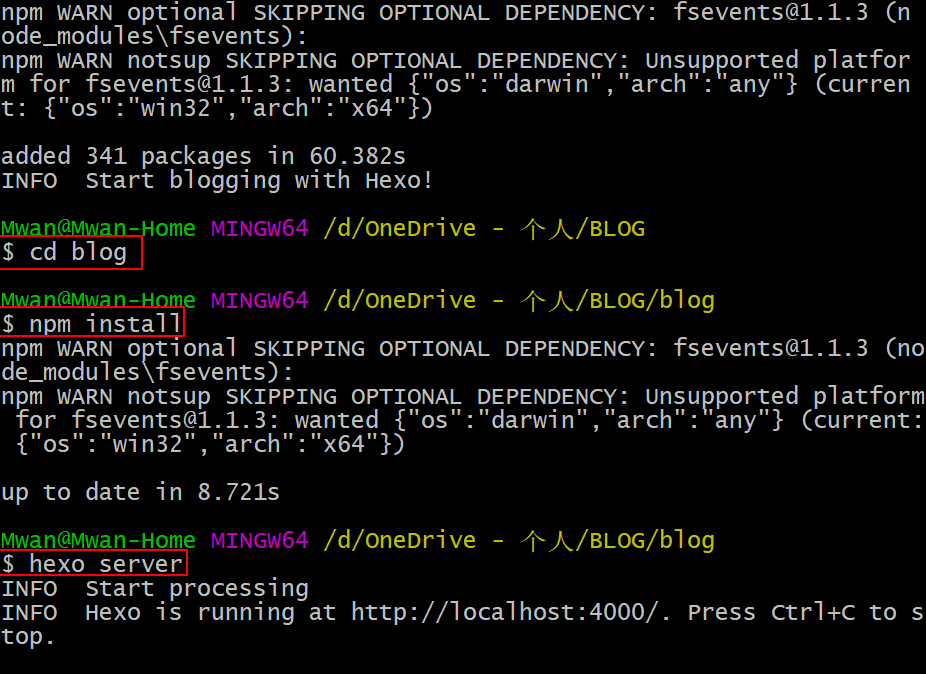 npm WARN optional SKIPPING OPTIONAL DEPENDENCY: fsevents@1.1.3 (n
ode_modules\fsevents):
npm WARN notsup SKIPPING OPTIONAL DEPENDENCY: Unsupported platfor
m for fsevents@1.1.3: wanted {"os":"darwin","arch":"any"} (curren
t: {"os":"win32","arch":"x64"})
added 341 packages in 60.382s
INFO  Start blogging with Hexo!
Mwan@Mwan-Home MINGW64 /d/OneDrive - 个人/BLOG
$ cd blog
Mwan@Mwan-Home MINGW64 /d/OneDrive - 个人/BLOG/blog
$ npm install
npm WARN optional SKIPPING OPTIONAL DEPENDENCY: fsevents@1.1.3 (no
de_modules\fsevents):
npm WARN notsup SKIPPING OPTIONAL DEPENDENCY: Unsupported platform
 for fsevents@1.1.3: wanted {"os":"darwin","arch":"any"} (current:
 {"os":"win32","arch":"x64"})
up to date in 8.721s
Mwan@Mwan-Home MINGW64 /d/OneDrive - 个人/BLOG/blog
$ hexo server
INFO  Start processing
INFO  Hexo is running at http://localhost:4000/. Press Ctrl+C to s
top.